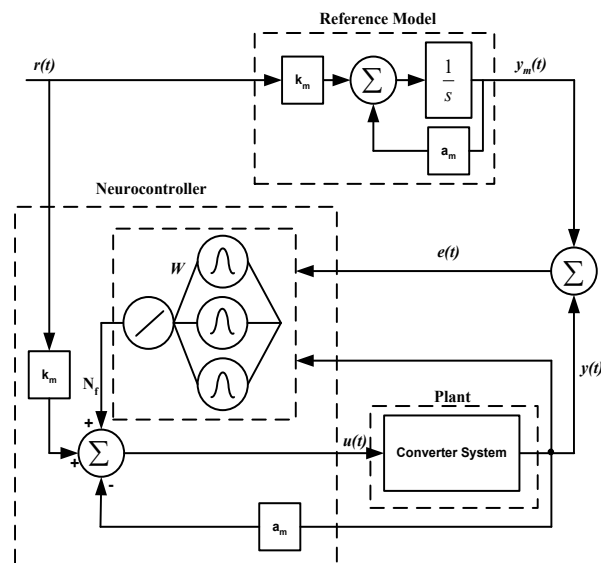 Reference Model
r(t)
k_m
Σ
1
s
y_m(t)
a_m
Neurocontroller
W
e(t)
Σ
k_m
N_f
y(t)
Plant
+
+
Σ
-
u(t)
Converter System
a_m